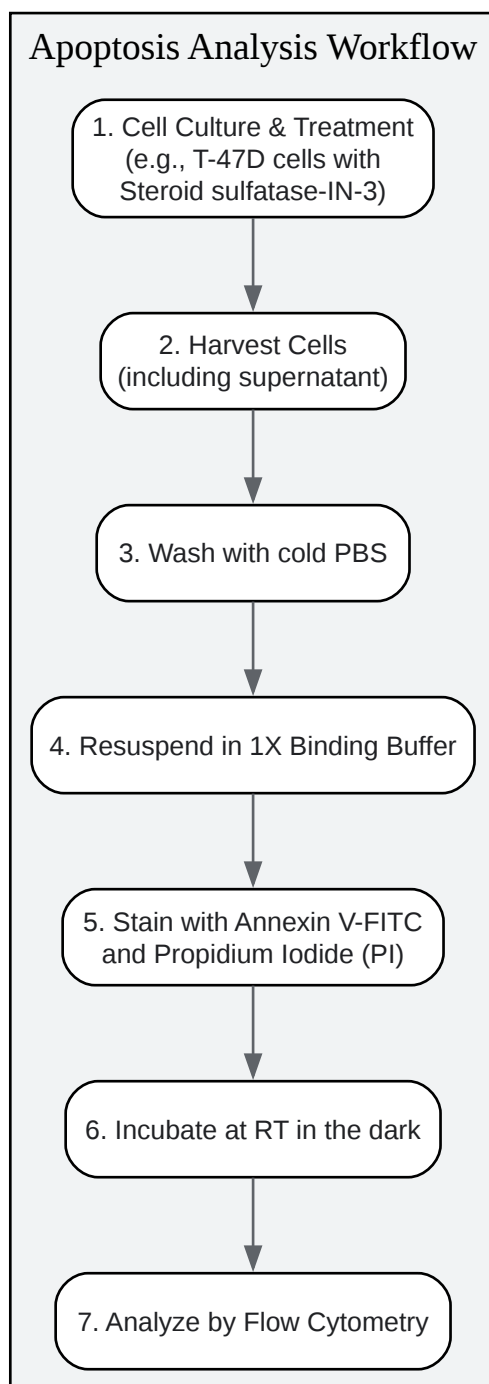 Apoptosis Analysis Workflow
1. Cell Culture & Treatment
(e.g., T-47D cells with
Steroid sulfatase-IN-3)
2. Harvest Cells
(including supernatant)
3. Wash with cold PBS
4. Resuspend in 1X Binding Buffer
5. Stain with Annexin V-FITC
and Propidium Iodide (PI)
6. Incubate at RT in the dark
7. Analyze by Flow Cytometry